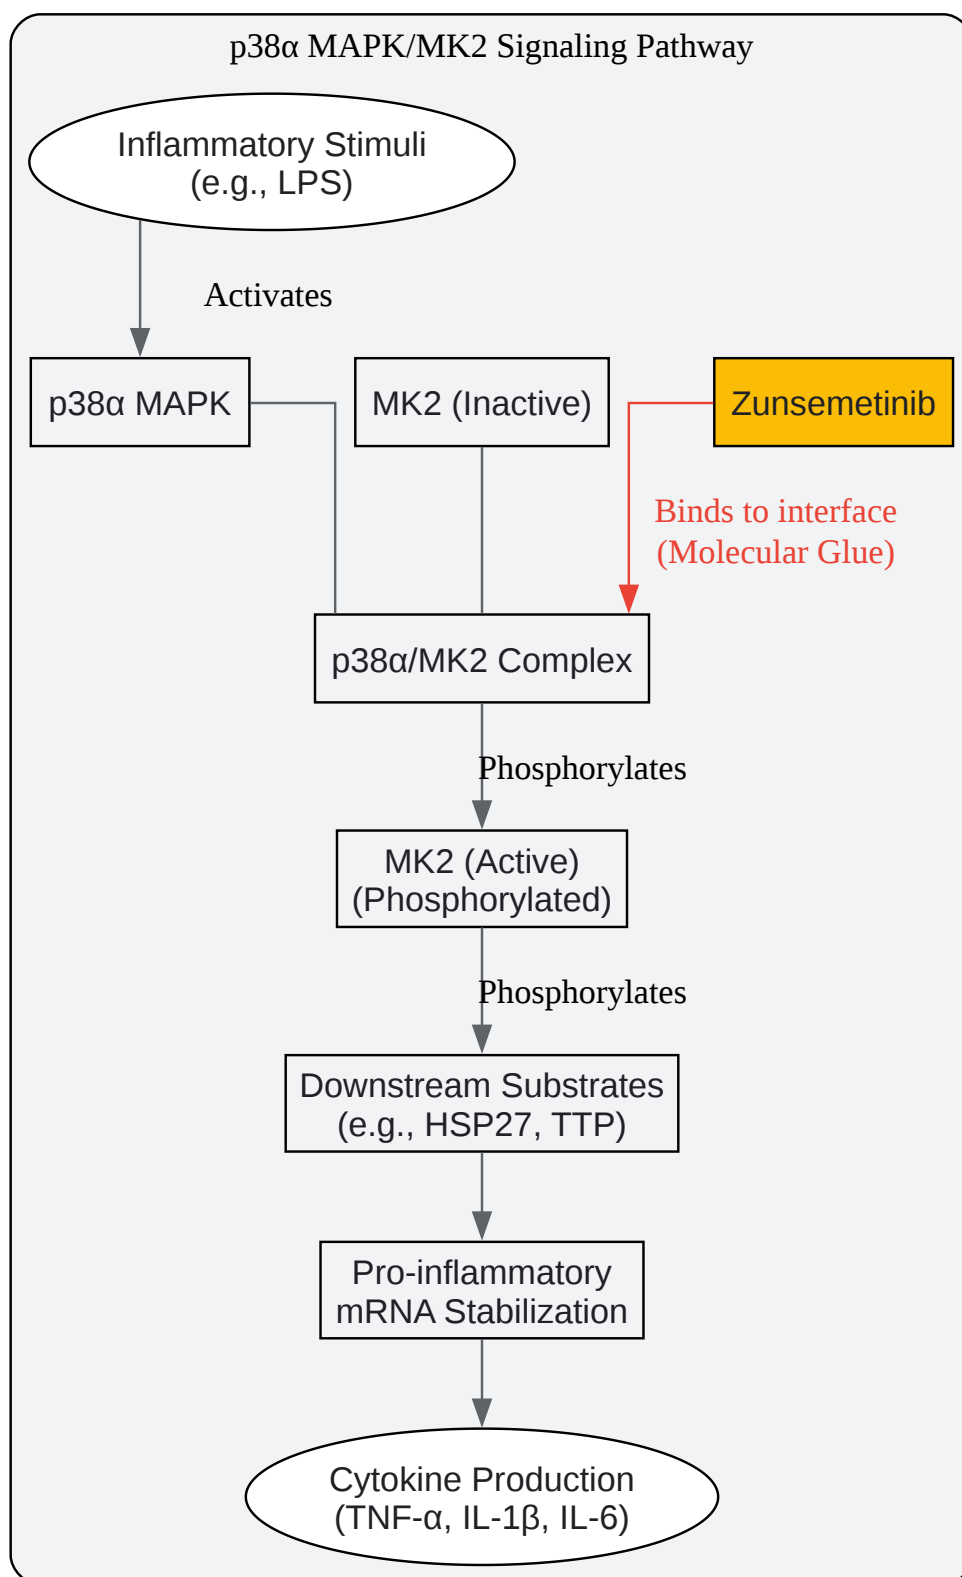 p38α MAPK/MK2 Signaling Pathway
Inflammatory Stimuli
(e.g., LPS)
Activates
p38α MAPK
MK2 (Inactive)
Zunsemetinib
Binds to interface
(Molecular Glue)
p38α/MK2 Complex
Phosphorylates
MK2 (Active)
(Phosphorylated)
Phosphorylates
Downstream Substrates
(e.g., HSP27, TTP)
Pro-inflammatory
mRNA Stabilization
Cytokine Production
(TNF-α, IL-1β, IL-6)